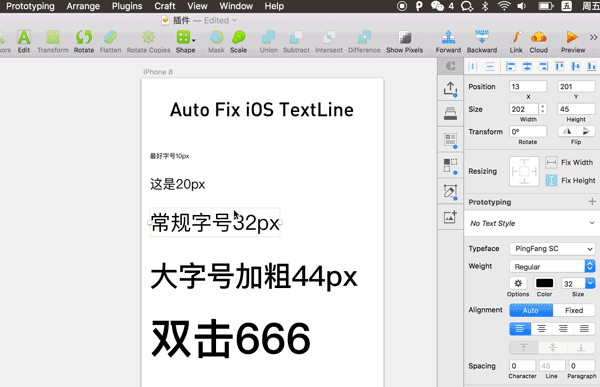 Prototyping Arrange Plugins Craft View Window Help 4 五 周五
插件 — Edited
Edit Transform Rotate Flatten Rotate Copies Shape Mask Scale Union Subtract Intersect Difference Show Pixels Forward Backward Link Cloud Preview
iPhone 8
Auto Fix iOS TextLine
最好字号10px
这是20px
常规字号32px
大字号加粗44px
双击666
Position 13 201
X Y
Size 202 45
Width Height
Transform 0°
Rotate Flip
Resizing Fix Width
Fix Height
Prototyping
No Text Style
Typeface PingFang SC
Weight Regular
32
Options Color Size
Alignment Auto Fixed
Spacing 0 45 0
Character Line Paragraph